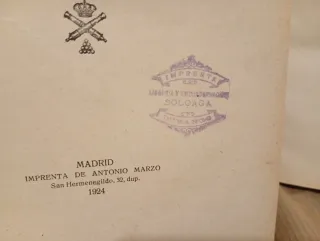 IMPRENTA
MADRID
IMPRENTA DE ANTONIO MARZO
San Hermenegildo, 32, dup.
1924